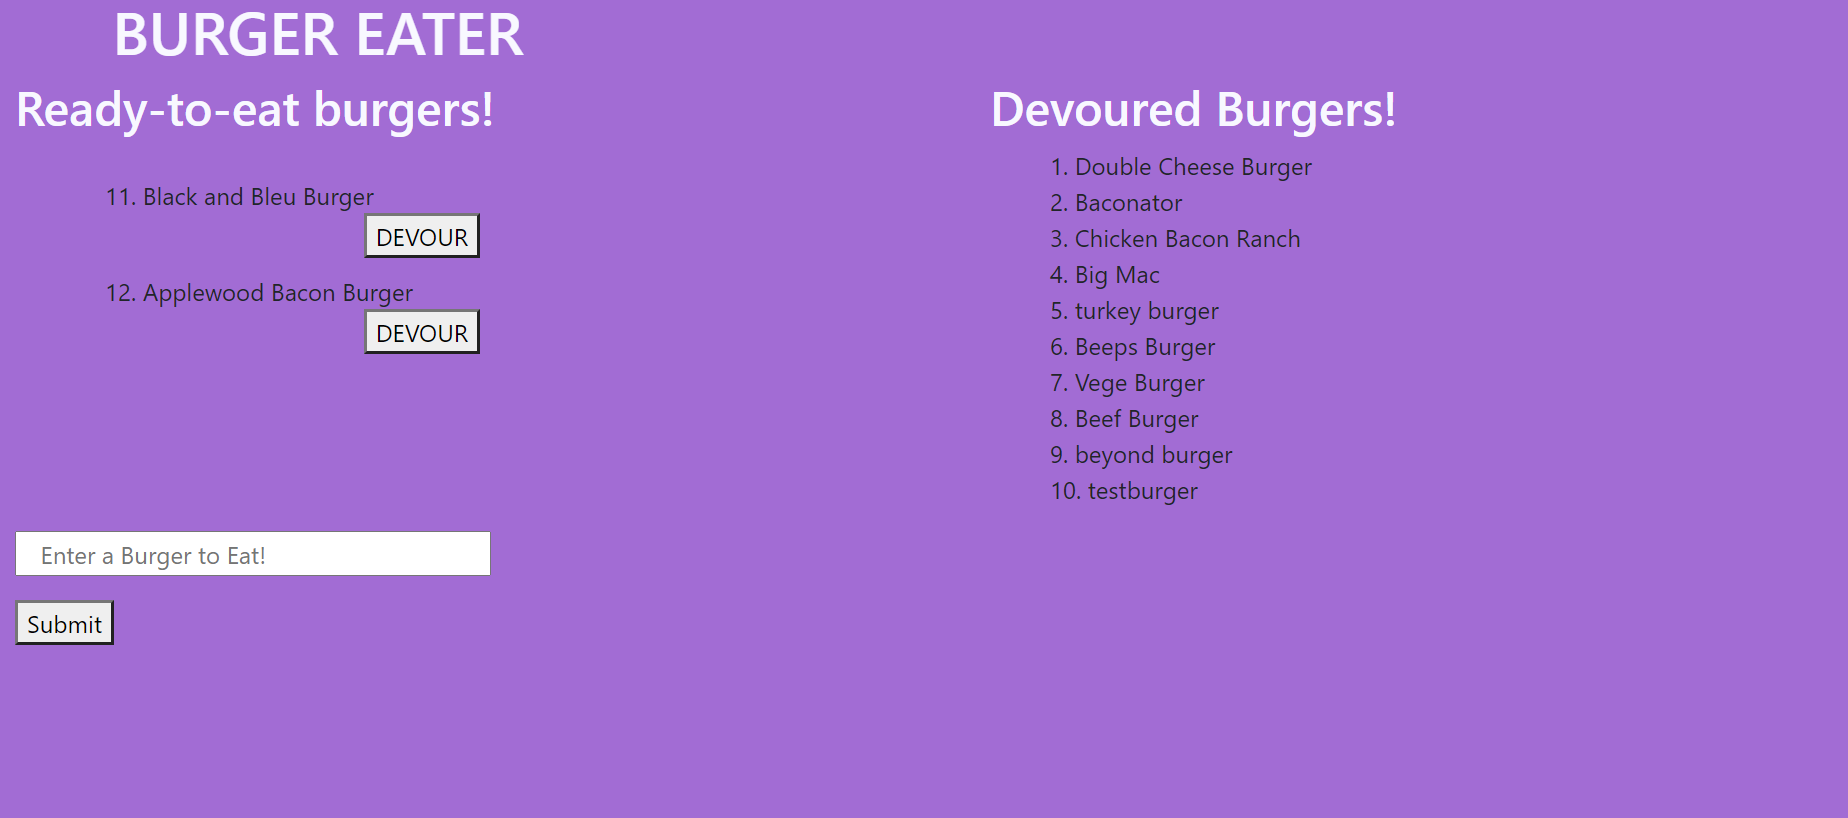 BURGER EATER
Ready-to-eat burgers!
11. Black and Bleu Burger
DEVOUR
12. Applewood Bacon Burger
DEVOUR
Enter a Burger to Eat!
Submit
Devoured Burgers!
1. Double Cheese Burger
2. Baconator
3. Chicken Bacon Ranch
4. Big Mac
5. turkey burger
6. Beeps Burger
7. Vege Burger
8. Beef Burger
9. beyond burger
10. testburger